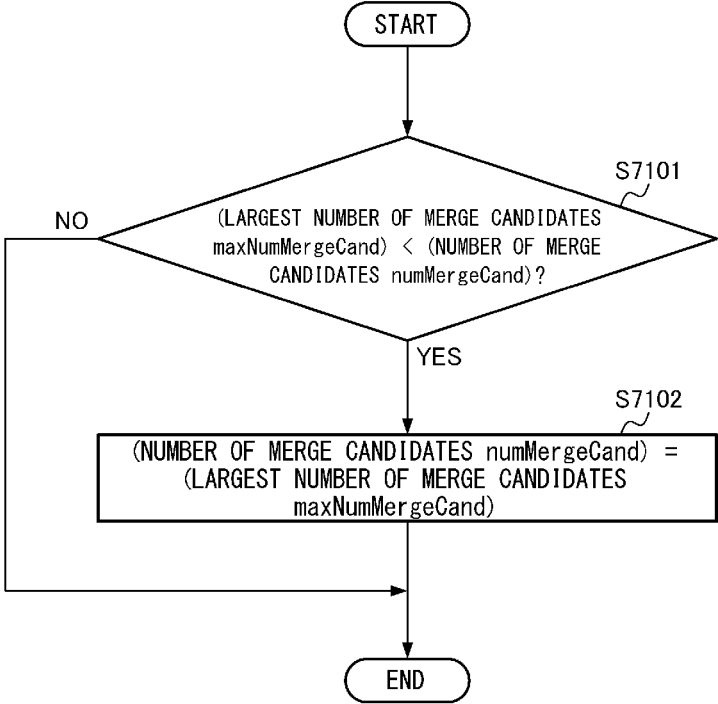 START
S7101
NO
(LARGEST NUMBER OF MERGE CANDIDATES
maxNumMergeCand) < (NUMBER OF MERGE
CANDIDATES numMergeCand)?
YES
S7102
(NUMBER OF MERGE CANDIDATES numMergeCand) =
(LARGEST NUMBER OF MERGE CANDIDATES
maxNumMergeCand)
END